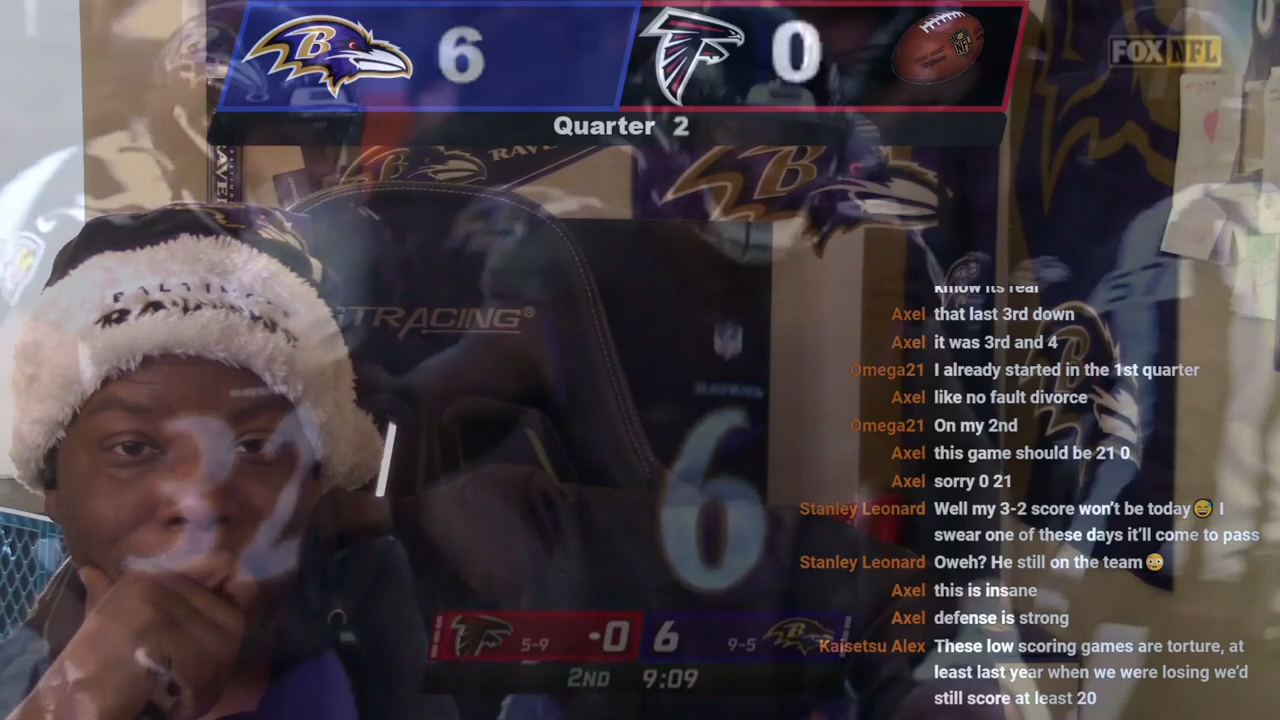 6
0
FOX NFL
Quarter 2
RAVE
GTRACING®
know its real
Axel that last 3rd down
Axel it was 3rd and 4
Omega21 I already started in the 1st quarter
Axel like no fault divorce
Omega21 On my 2nd
Axel this game should be 21 0
Axel sorry 0 21
Stanley Leonard Well my 3-2 score won't be today😅 I
swear one of these days it'll come to pass
Stanley Leonard Oweh? He still on the team😳
Axel this is insane
Axel defense is strong
Kaisetsu Alex These low scoring games are torture, at
least last year when we were losing we'd
still score at least 20
RAVENS
6
5-9 0 6 9-5
2ND 9:09